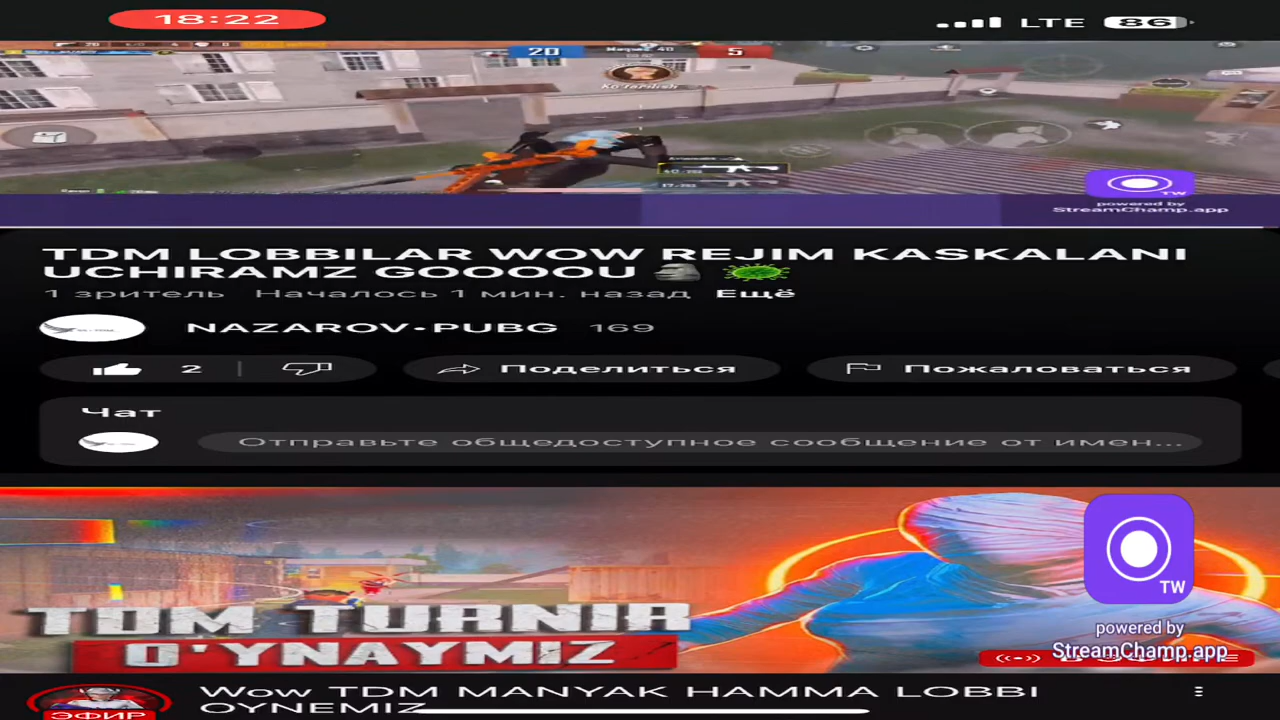 18:22
LTE 86
20 5
TW
powered by
StreamChamp.app
TDM LOBBILAR WOW REJIM KASKALANI
UCHIRAMZ GOOOOU
1 зритель Началось 1 мин. назад Ещё
NAZAROV•PUBG 169
2 Поделиться Пожаловаться
Чат
Отправьте общедоступное сообщение от имен...
TDM TURNIR
O'YNAYMIZ
TW
powered by
StreamChamp.app
ЭФИР
Wow TDM MANYAK HAMMA LOBBI
OYNEMIZ